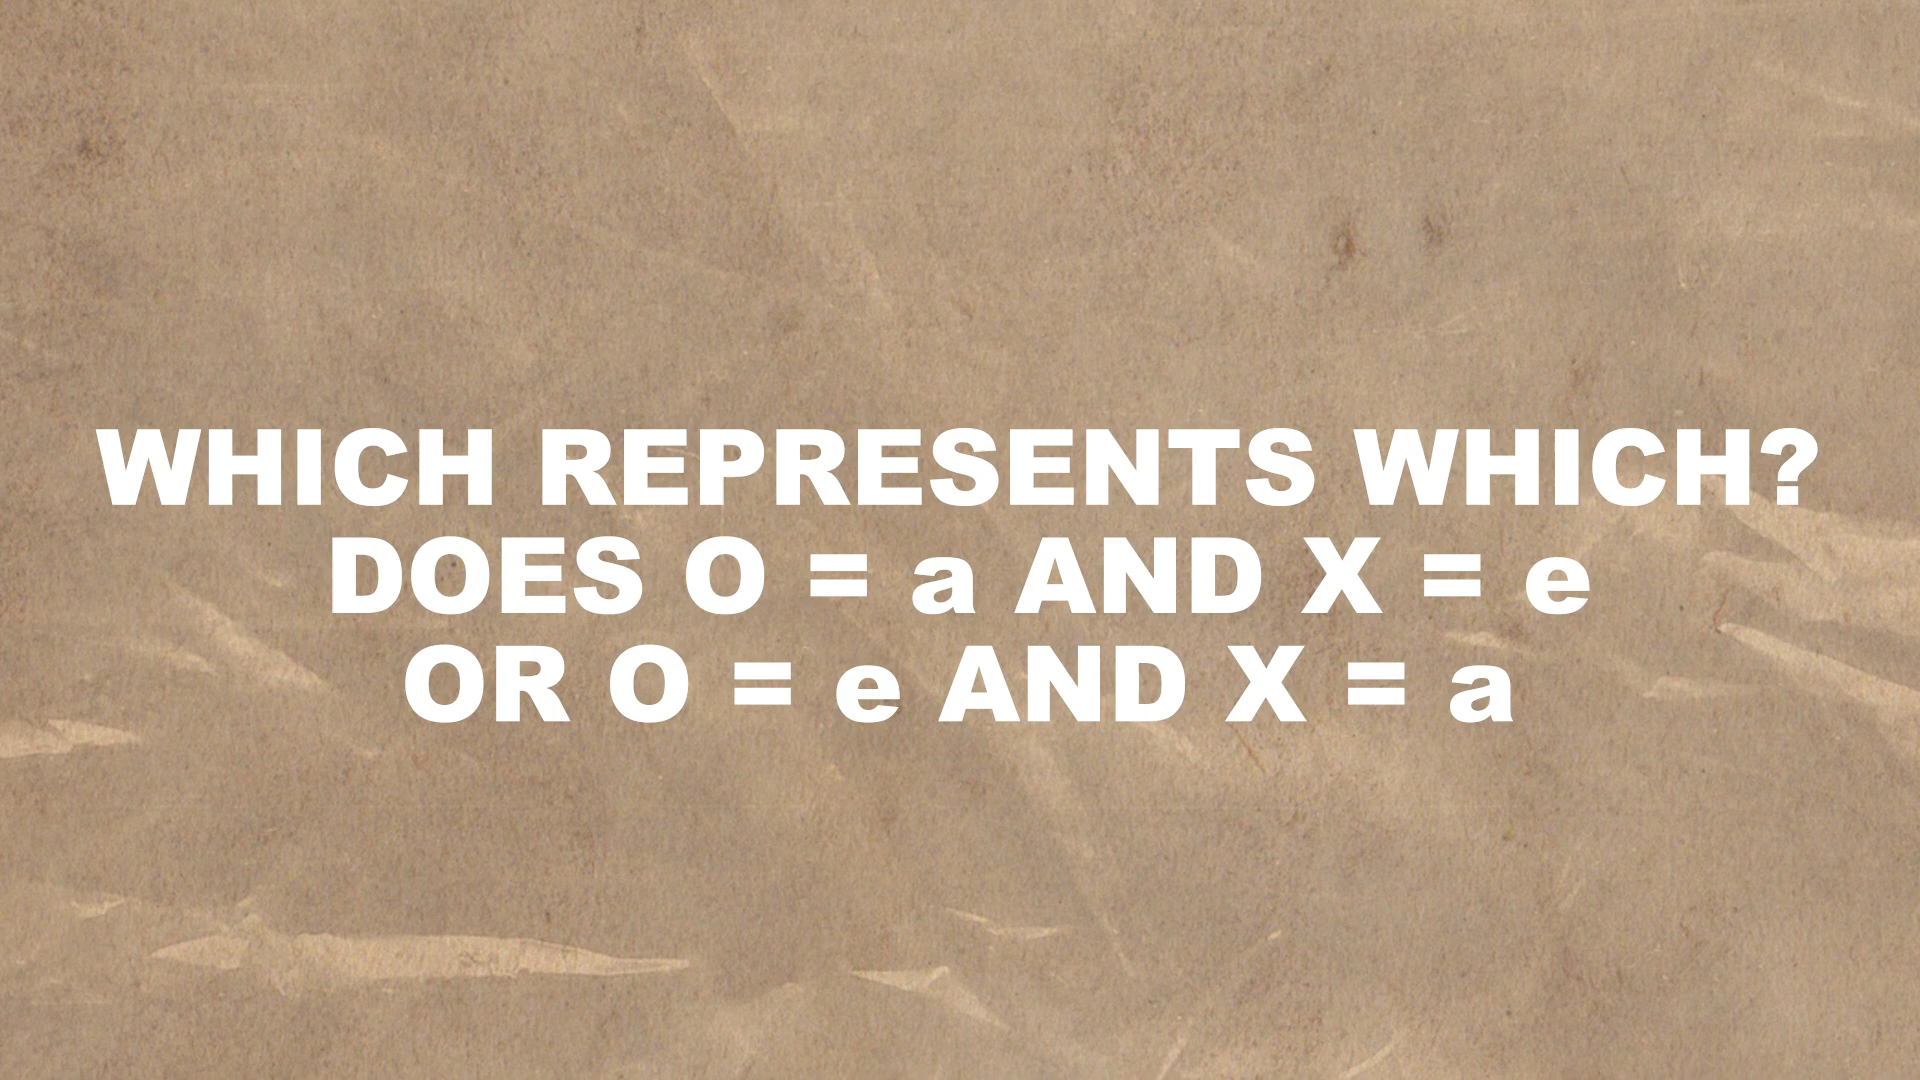 WHICH REPRESENTS WHICH?
DOES O = a AND X = e
OR O = e AND X = a